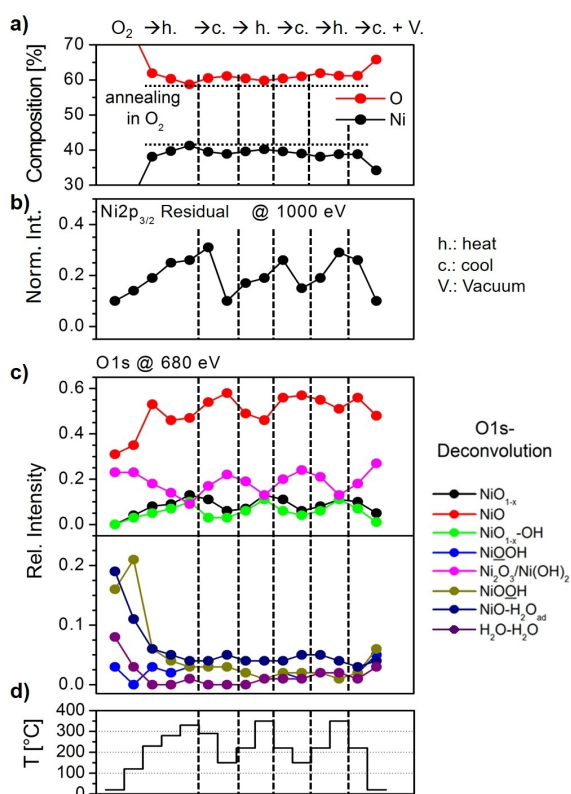 a) O₂ →h. →c. → h. →c. →h. →c. + V.
Composition [%]
70
60
50
40
30
annealing
in O₂
O
Ni
b)
Norm. Int.
0.4
0.2
0.0
Ni2p₃/₂ Residual @ 1000 eV
h.: heat
c.: cool
V.: Vacuum
c)
O1s @ 680 eV
Rel. Intensity
0.6
0.4
0.2
0.0
0.2
0.1
0.0
O1s-
Deconvolution
NiO₁₋ₓ
NiO
NiO₁₋ₓ-OH
NiO̲OH
Ni₂O₃/Ni(OH)₂
NiOO̲H
NiO-H₂Oad
H₂O-H₂O
d)
T [°C]
400
300
200
100
0